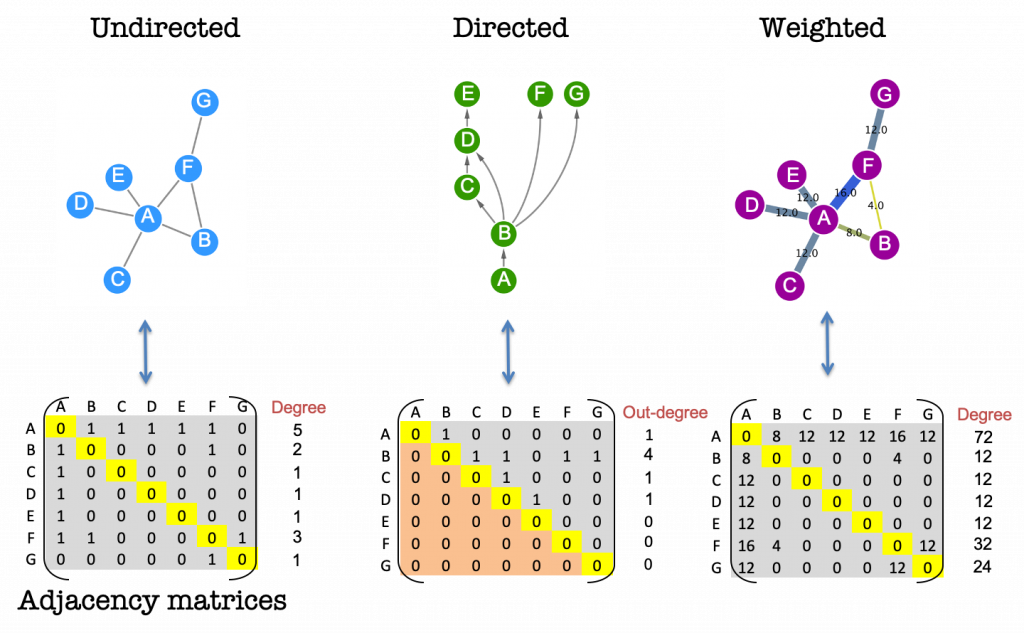 Undirected
Directed
Weighted
G
F
E
D
A
B
C
E
F
G
D
C
B
A
G
12.0
F
E
16.0
12.0
D
12.0
A
4.0
8.0
B
12.0
C
A B C D E F G Degree
A 0 1 1 1 1 1 0 5
B 1 0 0 0 0 1 0 2
C 1 0 0 0 0 0 0 1
D 1 0 0 0 0 0 0 1
E 1 0 0 0 0 0 0 1
F 1 1 0 0 0 0 1 3
G 0 0 0 0 0 1 0 1
A B C D E F G Out-degree
A 0 1 0 0 0 0 0 1
B 0 0 1 1 0 1 1 4
C 0 0 0 1 0 0 0 1
D 0 0 0 0 1 0 0 1
E 0 0 0 0 0 0 0 0
F 0 0 0 0 0 0 0 0
G 0 0 0 0 0 0 0 0
A B C D E F G Degree
A 0 8 12 12 12 16 12 72
B 8 0 0 0 0 4 0 12
C 12 0 0 0 0 0 0 12
D 12 0 0 0 0 0 0 12
E 12 0 0 0 0 0 0 12
F 16 4 0 0 0 0 12 32
G 12 0 0 0 0 12 0 24
Adjacency matrices